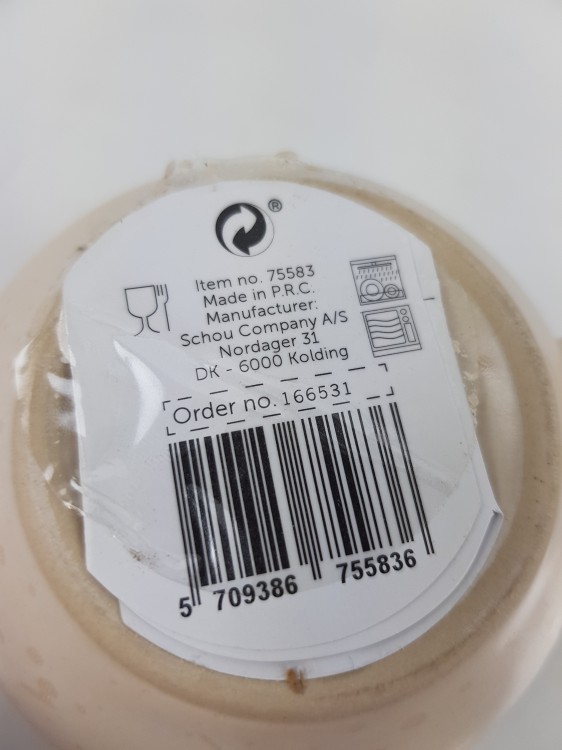 ®
Item no. 75583
Made in P.R.C.
Manufacturer:
Schou Company A/S
Nordager 31
DK - 6000 Kolding
Order no. 166531
5 709386 755836